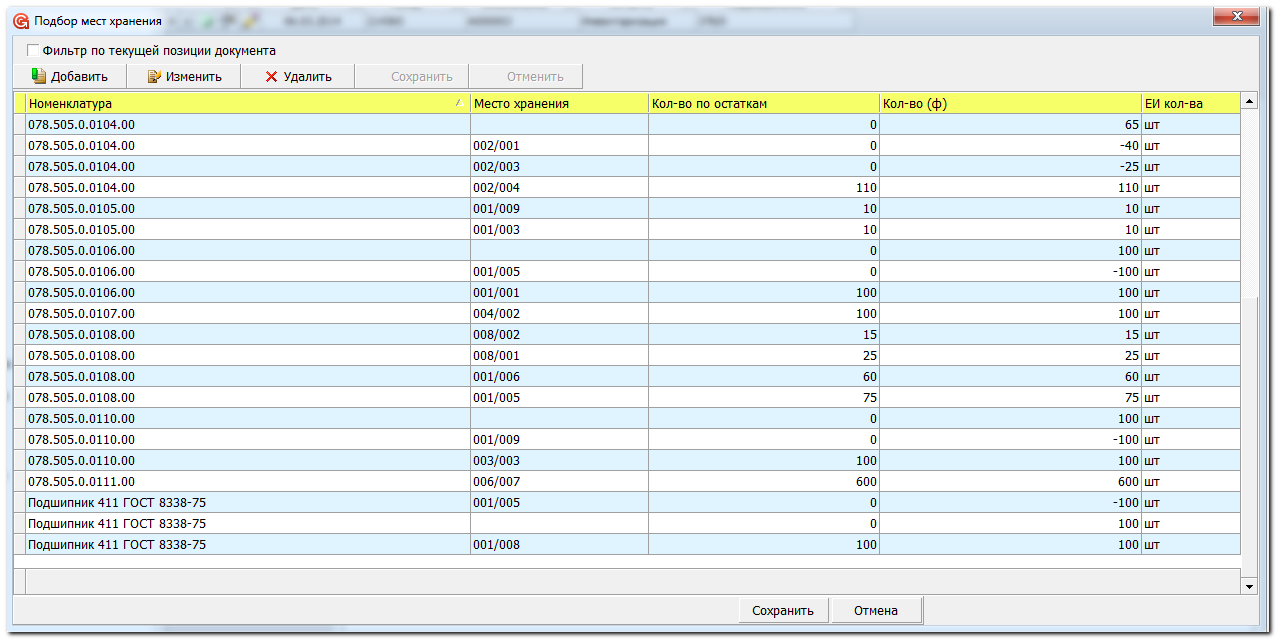 Подбор мест хранения
Фильтр по текущей позиции документа
Добавить Изменить Удалить Сохранить Отменить
Номенклатура Место хранения Кол-во по остаткам Кол-во (ф) ЕИ кол-ва
078.505.0.0104.00 0 65 шт
078.505.0.0104.00 002/001 0 -40 шт
078.505.0.0104.00 002/003 0 -25 шт
078.505.0.0104.00 002/004 110 110 шт
078.505.0.0105.00 001/009 10 10 шт
078.505.0.0105.00 001/003 10 10 шт
078.505.0.0106.00 0 100 шт
078.505.0.0106.00 001/005 0 -100 шт
078.505.0.0106.00 001/001 100 100 шт
078.505.0.0107.00 004/002 100 100 шт
078.505.0.0108.00 008/002 15 15 шт
078.505.0.0108.00 008/001 25 25 шт
078.505.0.0108.00 001/006 60 60 шт
078.505.0.0108.00 001/005 75 75 шт
078.505.0.0110.00 0 100 шт
078.505.0.0110.00 001/009 0 -100 шт
078.505.0.0110.00 003/003 100 100 шт
078.505.0.0111.00 006/007 600 600 шт
Подшипник 411 ГОСТ 8338-75 001/005 0 -100 шт
Подшипник 411 ГОСТ 8338-75 0 100 шт
Подшипник 411 ГОСТ 8338-75 001/008 100 100 шт
Сохранить Отмена